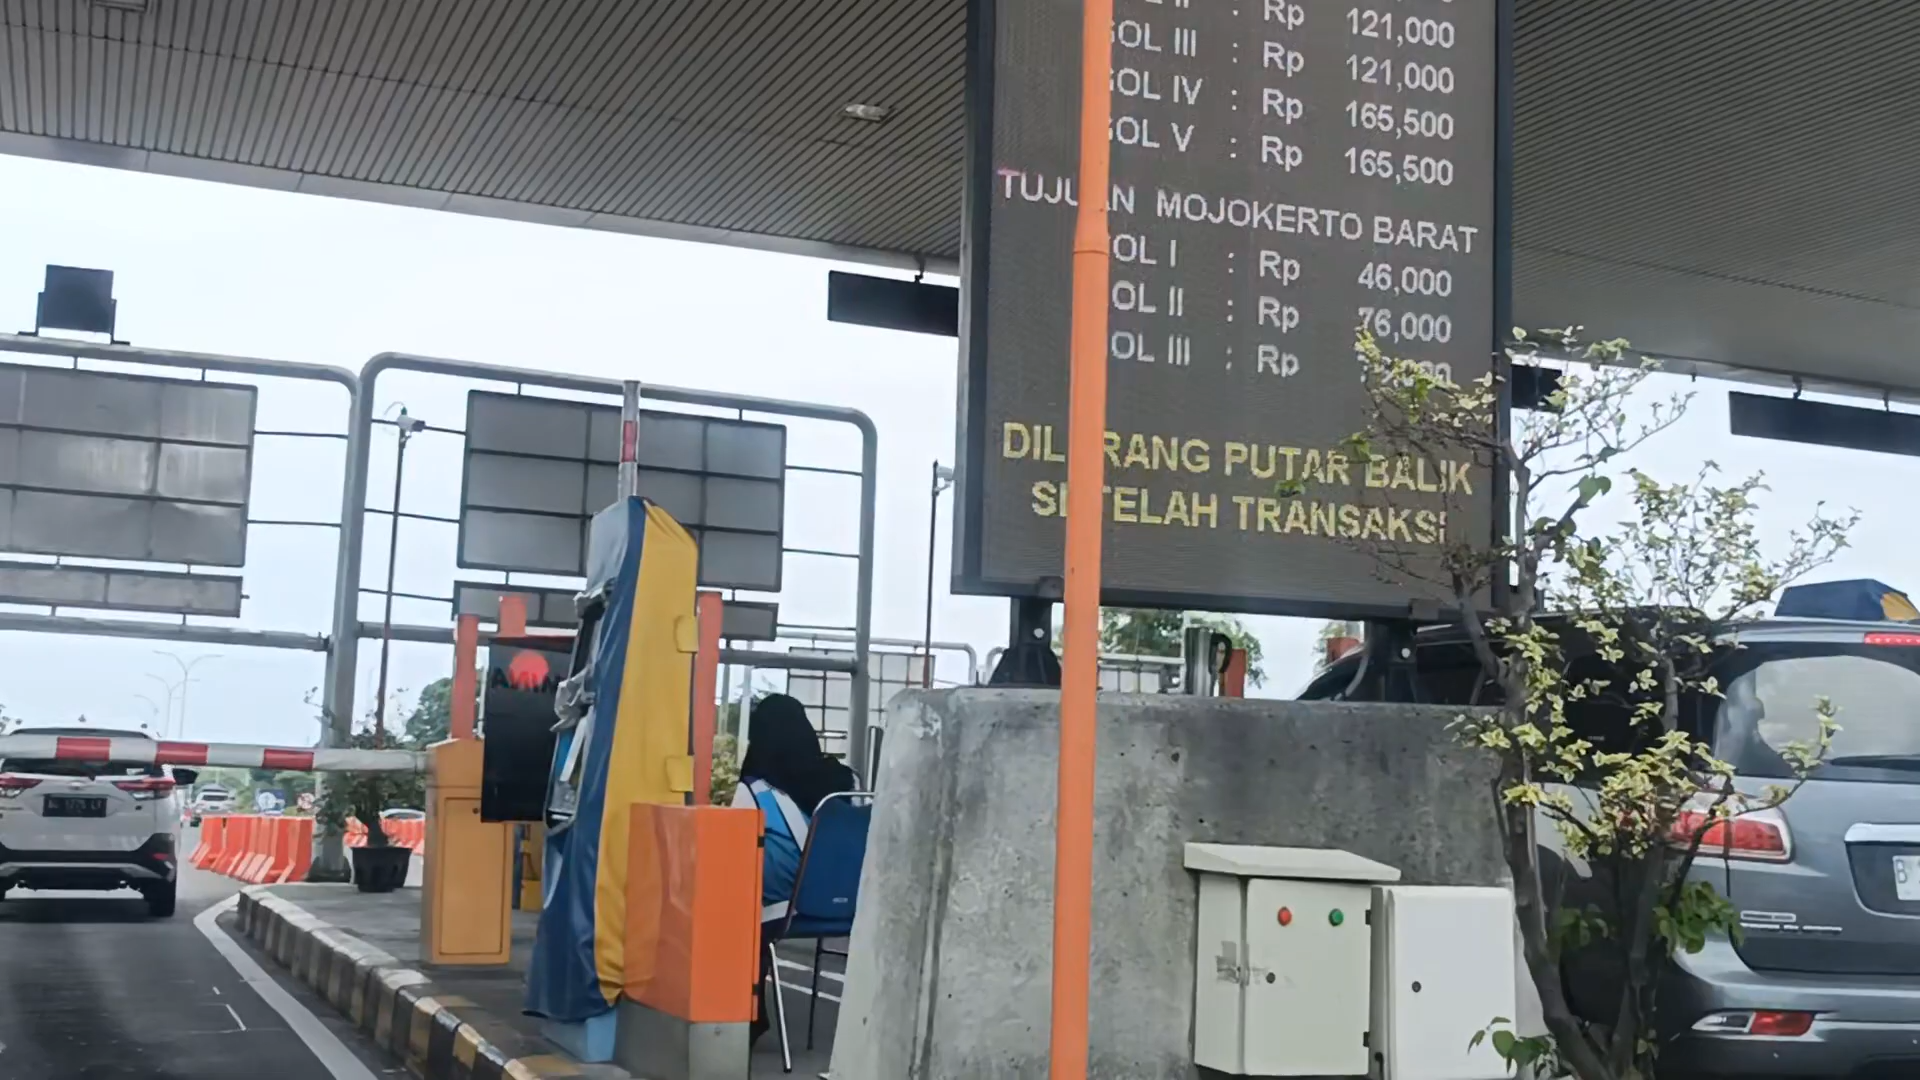 : Rp 121,000
GOL III : Rp 121,000
GOL IV : Rp 165,500
GOL V : Rp 165,500
TUJUAN MOJOKERTO BARAT
GOL I : Rp 46,000
GOL II : Rp 76,000
GOL III : Rp
DILARANG PUTAR BALIK
SETELAH TRANSAKSI
B